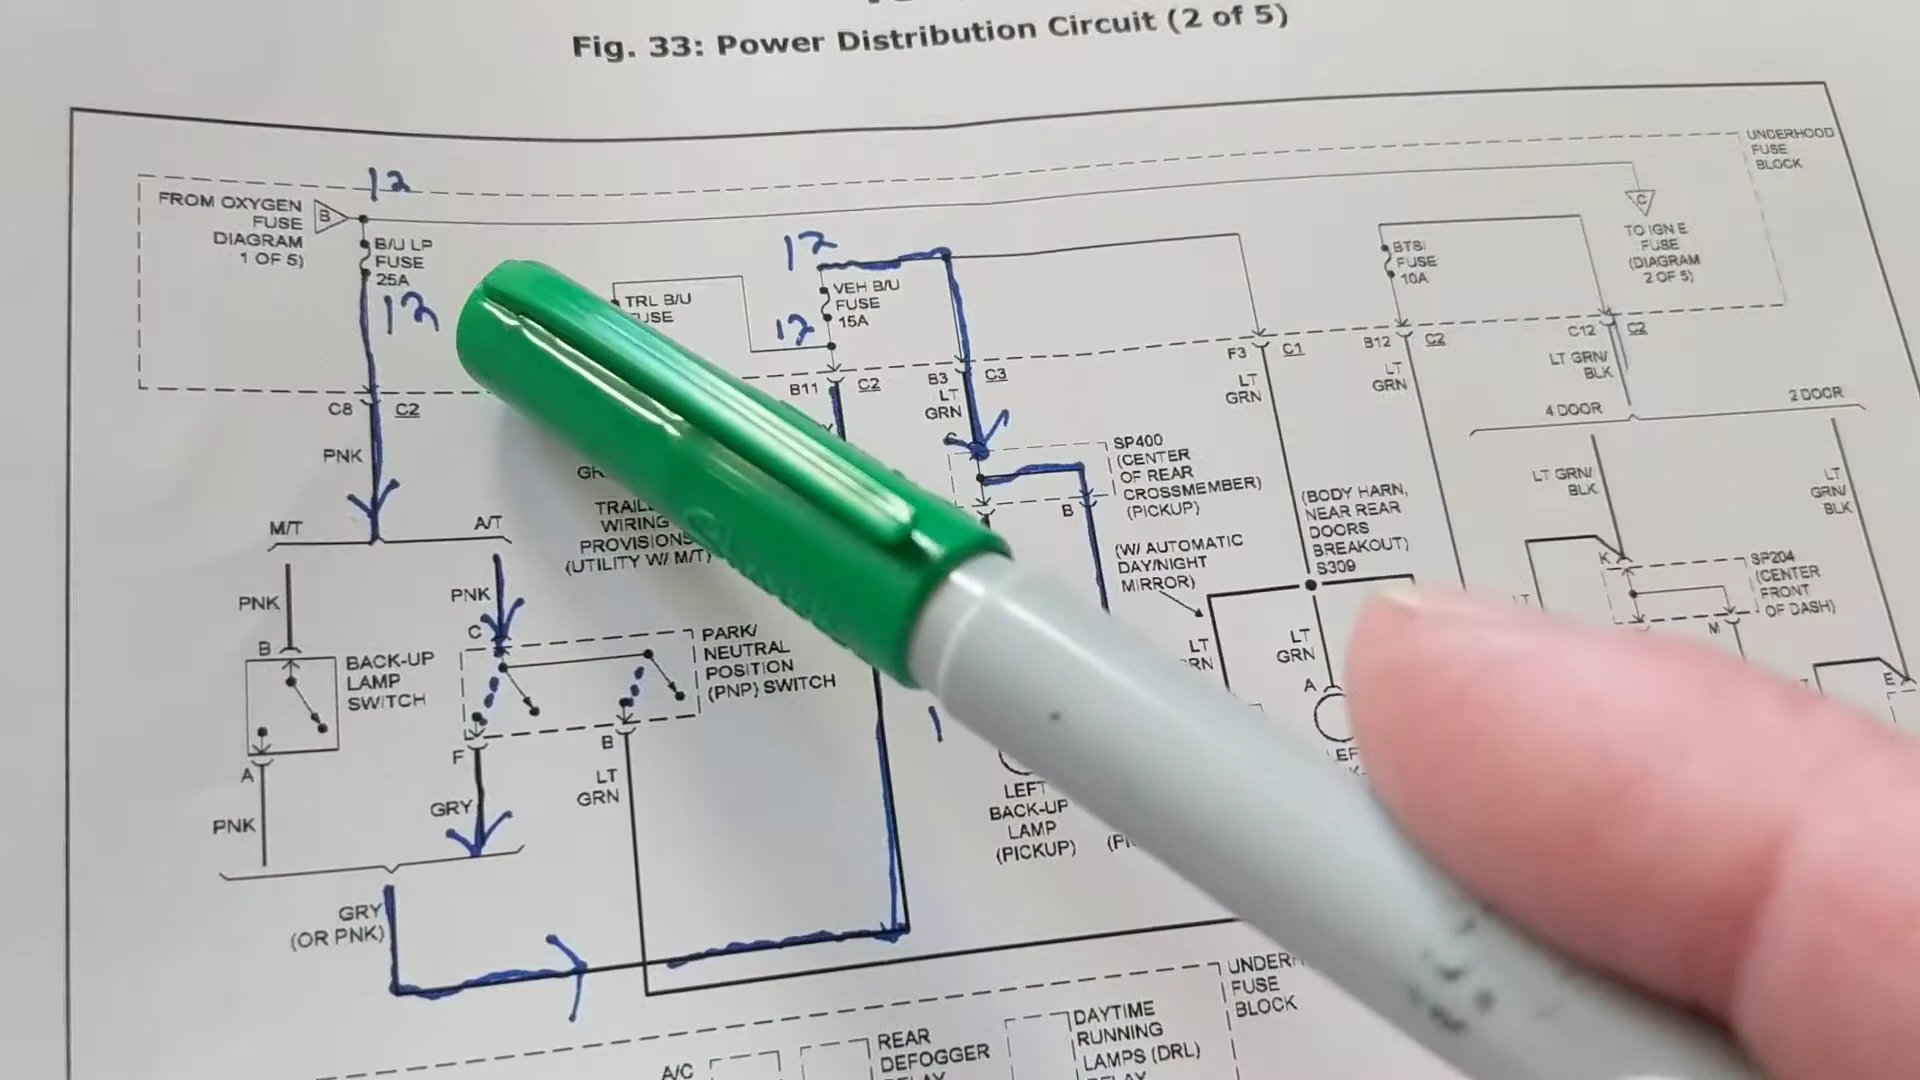 Fig. 33: Power Distribution Circuit (2 of 5)
UNDERHOOD
FUSE
BLOCK
12
FROM OXYGEN
FUSE
DIAGRAM
1 OF 5)
B
B/U LP
FUSE
25A
12
C8
C2
PNK
M/T
A/T
PNK
B
BACK-UP
LAMP
SWITCH
A
PNK
PNK
C
PARK/
NEUTRAL
POSITION
(PNP) SWITCH
F
B
GRY
LT
GRN
GRY
(OR PNK)
TRL B/U
12
VEH B/U
FUSE
15A
12
B11
C2
B3
C3
LT
GRN
WIRING
PROVISIONS
(UTILITY W/ M/T)
SP400
(CENTER
OF REAR
CROSSMEMBER)
(PICKUP)
B
(W/ AUTOMATIC
DAY/NIGHT
MIRROR)
LEFT
BACK-UP
LAMP
(PICKUP)
F3
C1
LT
GRN
(BODY HARN,
NEAR REAR
DOORS
BREAKOUT)
S309
LT
LT
GRN
A
BTSI
FUSE
10A
B12
C2
LT
GRN
C
TO IGN E
FUSE
(DIAGRAM
2 OF 5)
C12
C2
LT GRN/
BLK
4 DOOR
2 DOOR
LT GRN/
BLK
LT
GRN/
BLK
K
SP204
(CENTER
FRONT
OF DASH)
M
E
FUSE
BLOCK
A/C
REAR
DEFOGGER
DAYTIME
RUNNING
LAMPS (DRL)